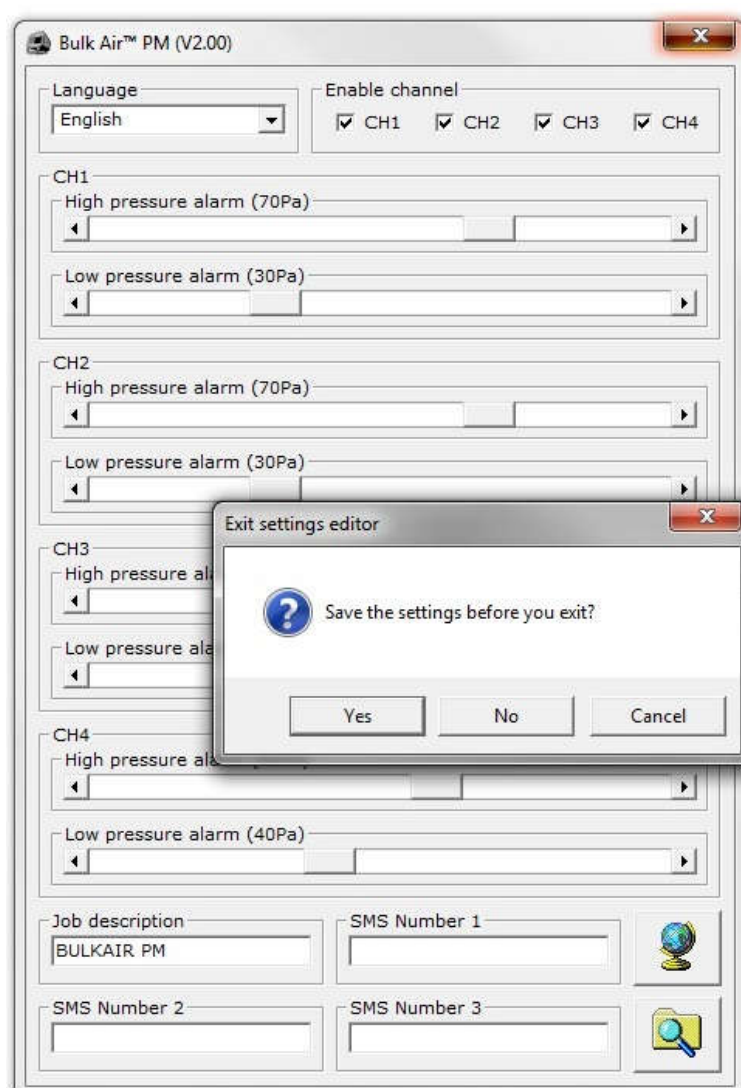 Bulk Air™ PM (V2.00)
Language
Enable channel
English
CH1 CH2 CH3 CH4
CH1
High pressure alarm (70Pa)
Low pressure alarm (30Pa)
CH2
High pressure alarm (70Pa)
Low pressure alarm (30Pa)
Exit settings editor
Save the settings before you exit?
Yes
No
Cancel
CH3
High pressure
Low pressure
CH4
High pressure
Low pressure alarm (40Pa)
Job description
SMS Number 1
BULKAIR PM
SMS Number 2
SMS Number 3